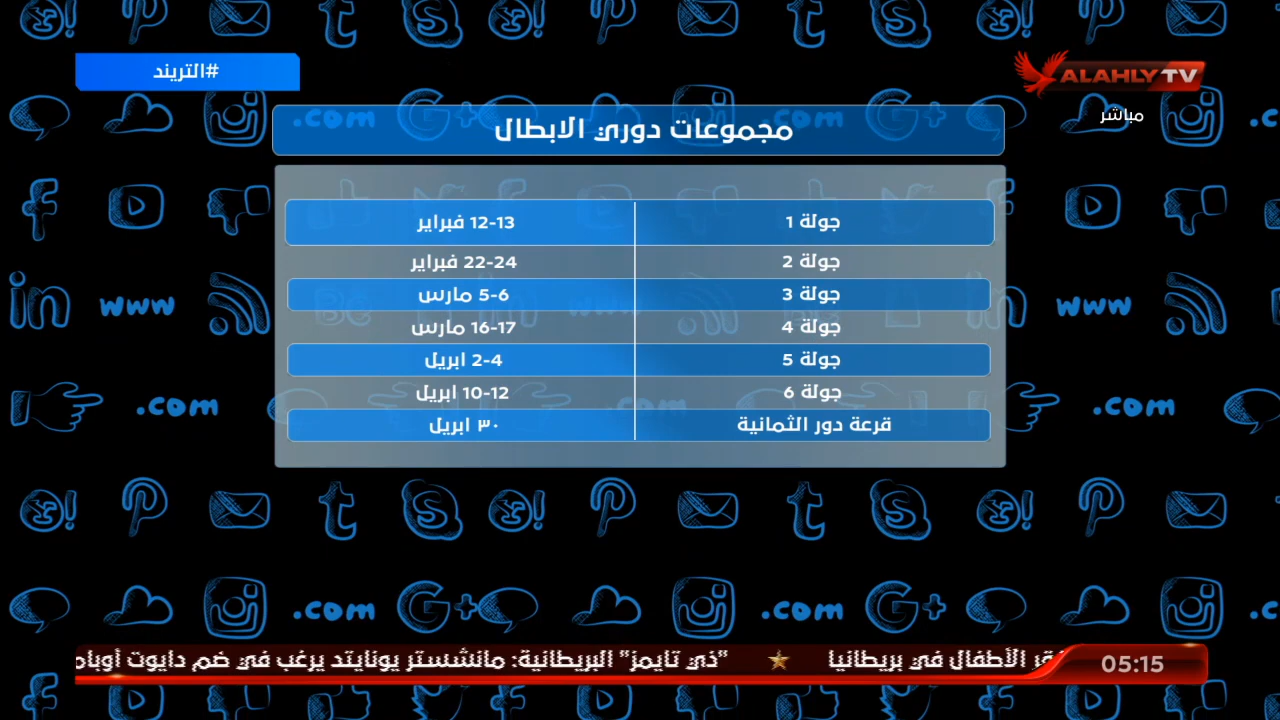 #التريند
ALAHLY TV
مباشر
مجموعات دوري الابطال
جولة 1 12-13 فبراير
جولة 2 22-24 فبراير
جولة 3 5-6 مارس
جولة 4 16-17 مارس
جولة 5 2-4 ابريل
جولة 6 10-12 ابريل
قرعة دور الثمانية ٣٠ ابريل
الأطفال في بريطانيا ★ "ذي تايمز" البريطانية: مانشستر يونايتد يرغب في ضم دايوت أوبام
05:15